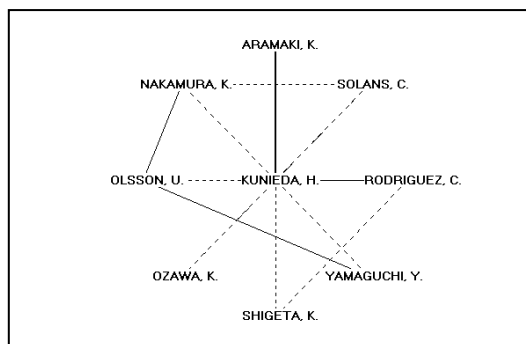 ARAMAKI, K.
NAKAMURA, K. SOLANS, C.
OLSSON, U. KUNIEDA, H. RODRIGUEZ, C.
OZAWA, K. YAMAGUCHI, Y.
SHIGETA, K.